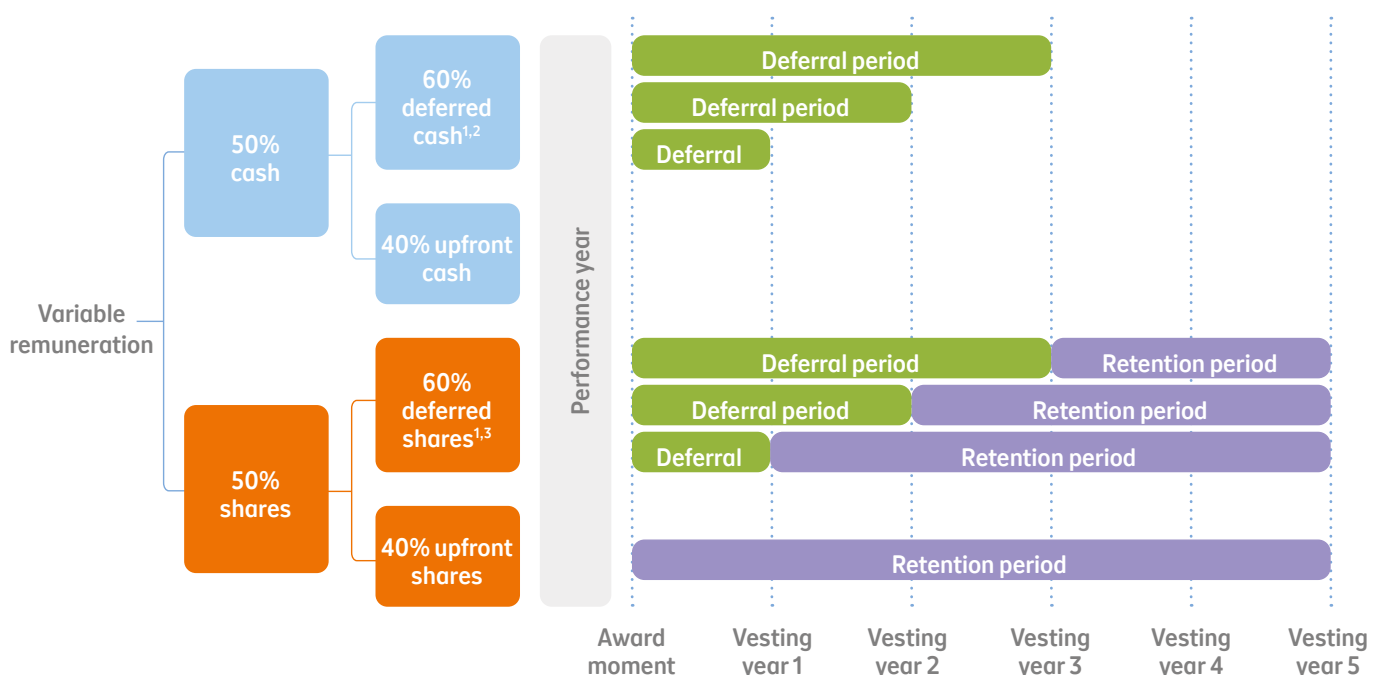 Variable
remuneration
50%
cash
60%
deferred
cash1,2
40% upfront
cash
50%
shares
60%
deferred
shares1,3
40% upfront
shares
Performance year
Deferral period
Deferral period
Deferral
Deferral period
Retention period
Deferral period
Retention period
Deferral
Retention period
Retention period
Award
moment
Vesting
year 1
Vesting
year 2
Vesting
year 3
Vesting
year 4
Vesting
year 5